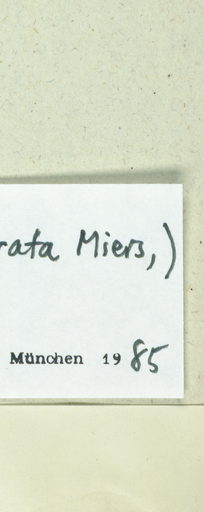 rata Miers,)
München 1985